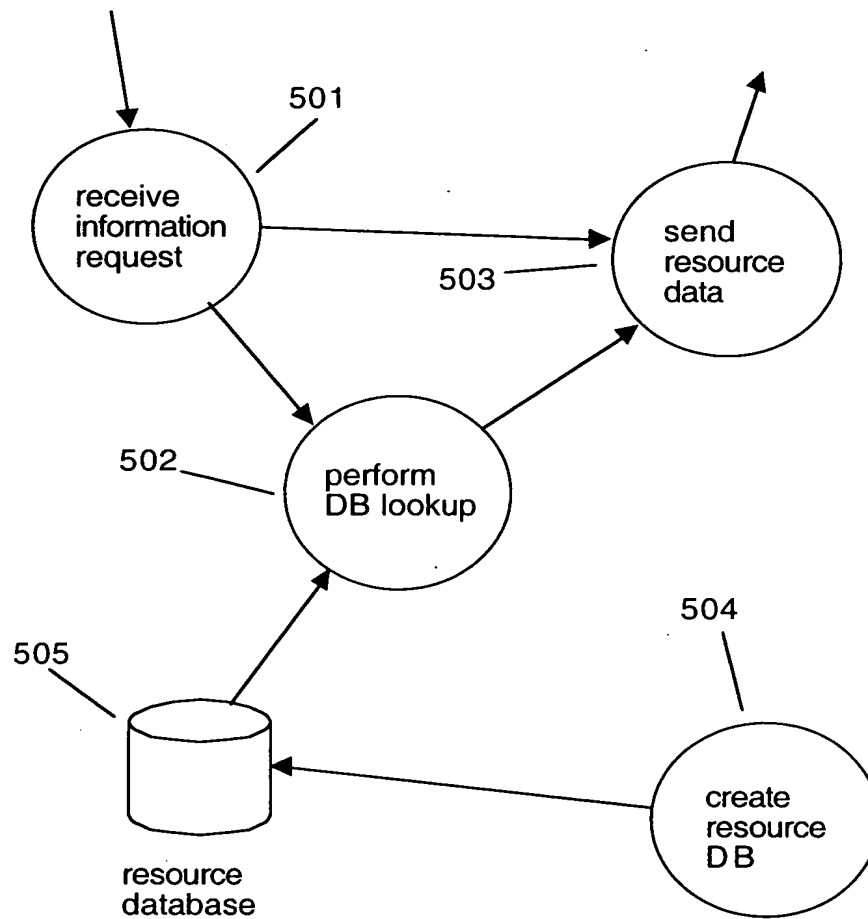 501
receive
information
request
send
resource
data
503
502
perform
DB lookup
504
505
create
resource
DB
resource
database